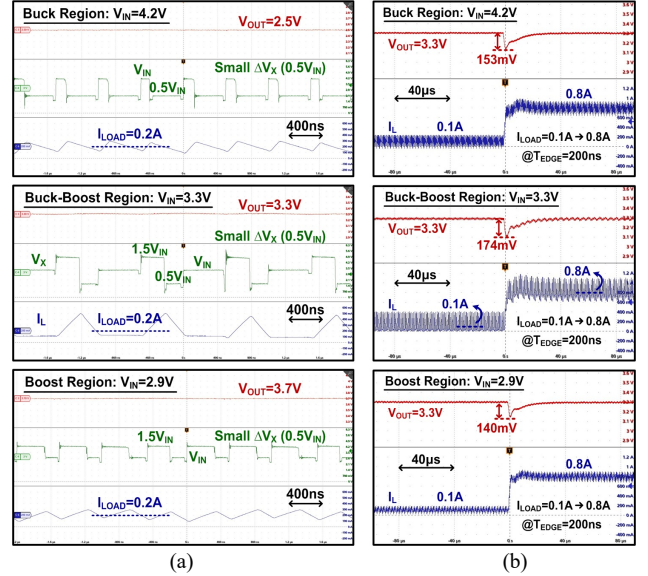 Buck Region: VIN=4.2V
VOUT=2.5V
VIN
Small ΔVX (0.5VIN)
0.5VIN
ILOAD=0.2A
400ns
Buck-Boost Region: VIN=3.3V
VOUT=3.3V
Small ΔVX (0.5VIN)
1.5VIN
VX
VIN
0.5VIN
IL
ILOAD=0.2A
400ns
Boost Region: VIN=2.9V
VOUT=3.7V
1.5VIN
Small ΔVX (0.5VIN)
VIN
ILOAD=0.2A
400ns
(a)
Buck Region: VIN=4.2V
VOUT=3.3V
153mV
40μs
0.8A
IL
0.1A
ILOAD=0.1A→0.8A
@TEDGE=200ns
Buck-Boost Region: VIN=3.3V
VOUT=3.3V
174mV
40μs
0.8A
0.1A
IL
ILOAD=0.1A→0.8A
@TEDGE=200ns
Boost Region: VIN=2.9V
VOUT=3.3V
140mV
40μs
0.8A
IL
0.1A
ILOAD=0.1A→0.8A
@TEDGE=200ns
(b)